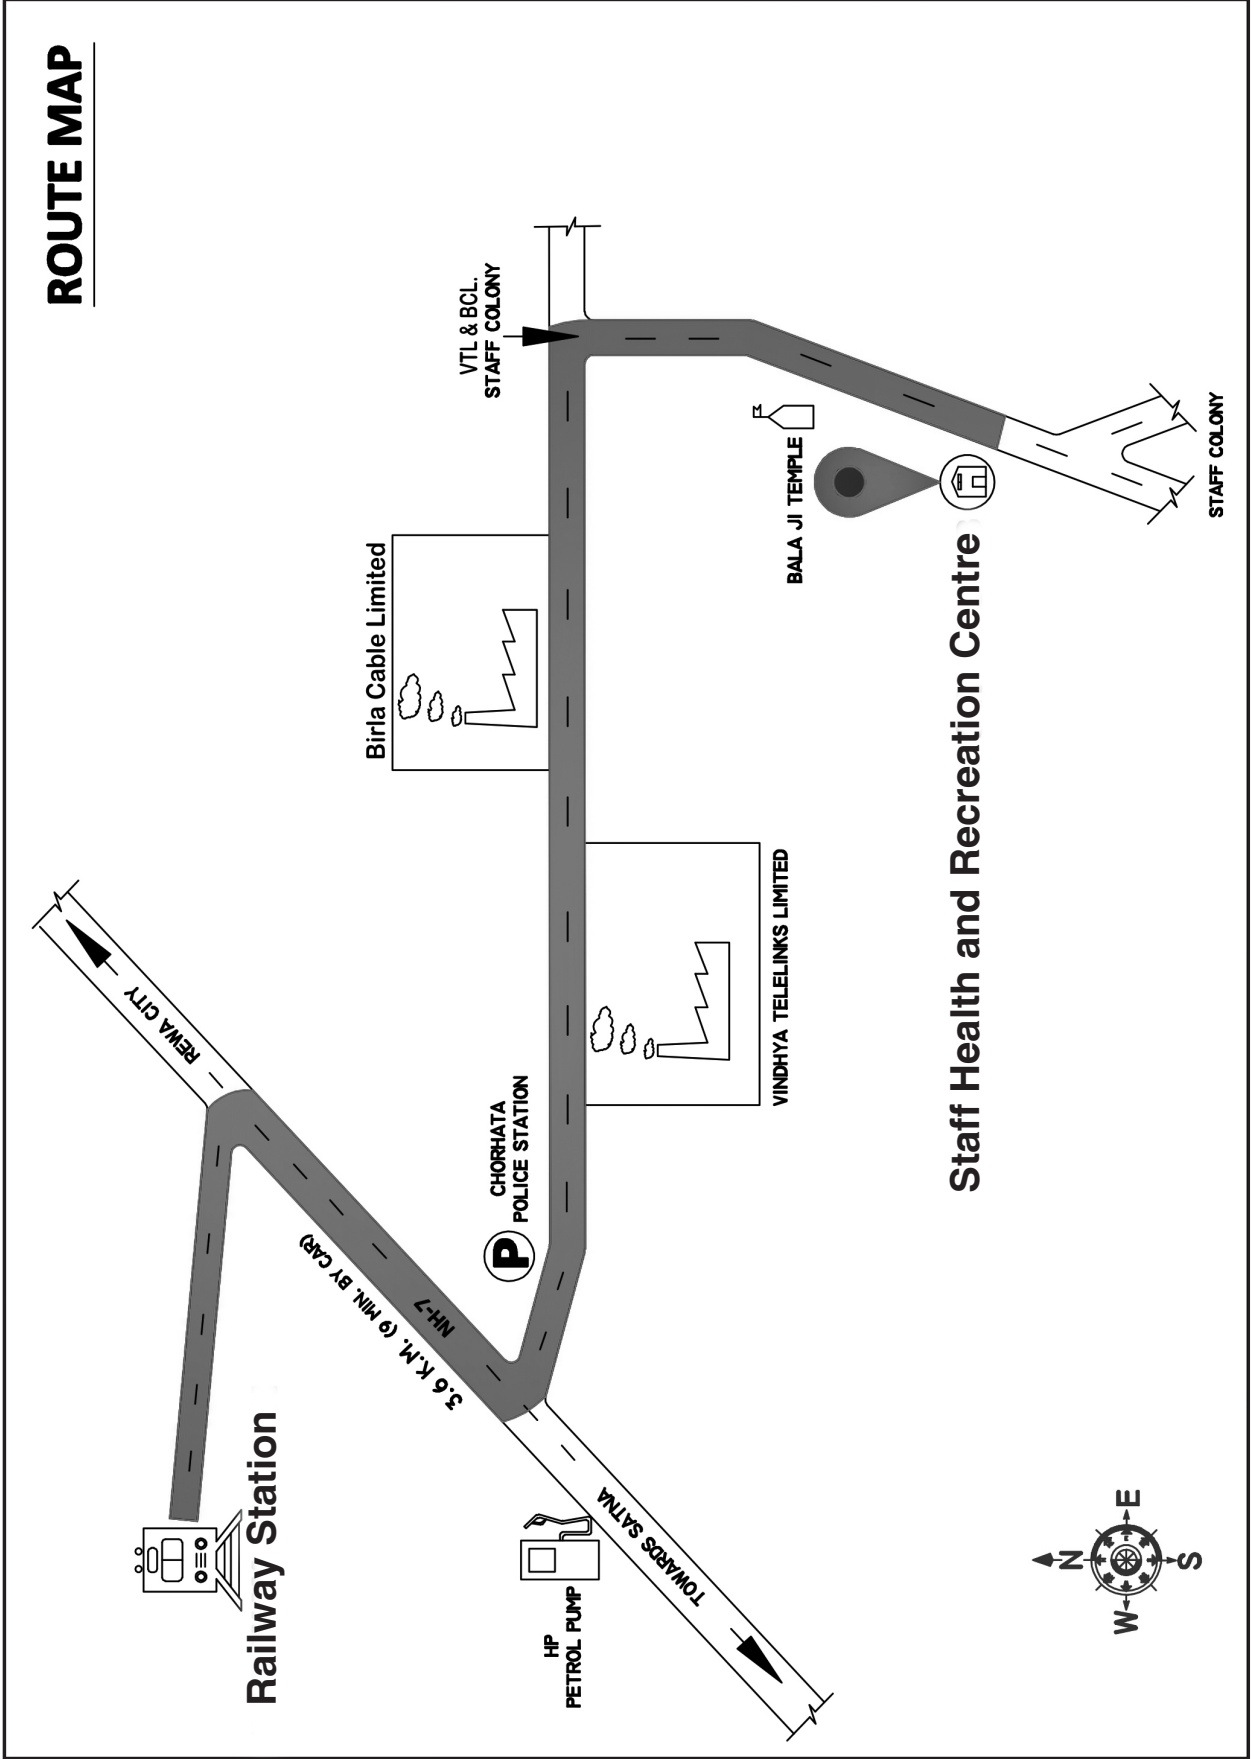 ROUTE MAP
REWA CITY
Railway Station
3.6 K.M. (9 MIN. BY CAR)
NH-7
HP
PETROL PUMP
TOWARDS SATNA
P
CHORHATA
POLICE STATION
Birla Cable Limited
VTL & BCL.
STAFF COLONY
VINDHYA TELELINKS LIMITED
BALA JI TEMPLE
Staff Health and Recreation Centre
STAFF COLONY
N
W
E
S